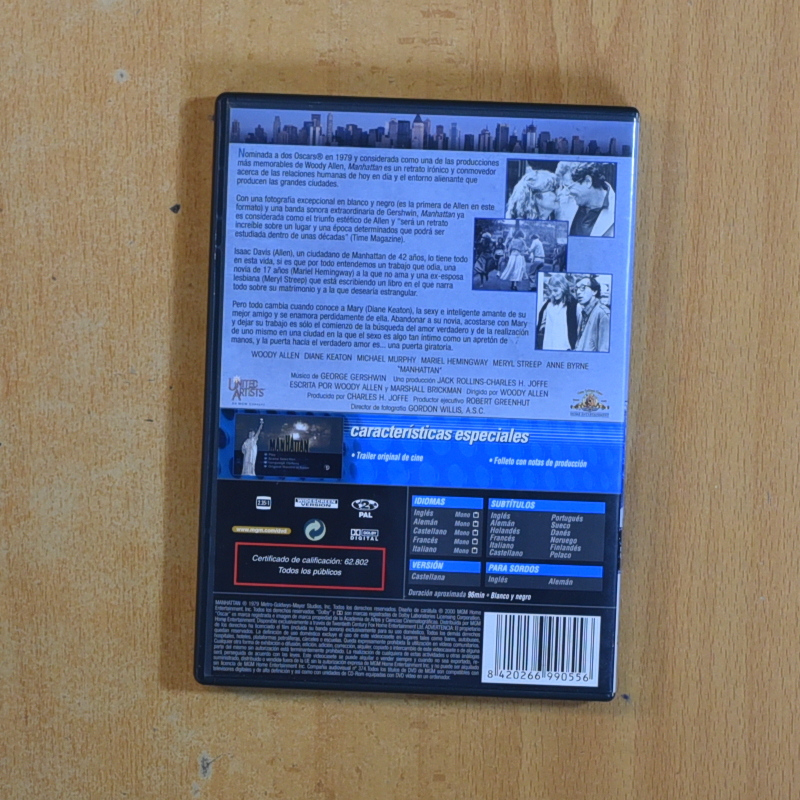 Nominada a dos Oscars® en 1979 y considerada como una de las producciones
más memorables de Woody Allen, Manhattan es un retrato irónico y conmovedor
acerca de las relaciones humanas de hoy en día y el entorno alienante que
producen las grandes ciudades.
Con una fotografía excepcional en blanco y negro (es la primera de Allen en este
formato) y una banda sonora extraordinaria de Gershwin, Manhattan ya
es considerada como el triunfo estético de Allen y "será un retrato
increíble sobre un lugar y una época determinados que podrá ser
estudiada dentro de unas décadas" (Time Magazine).
Isaac Davis (Allen), un ciudadano de Manhattan de 42 años, lo tiene todo
en esta vida, si es que por todo entendemos un trabajo que odia, una
novia de 17 años (Mariel Hemingway) a la que no ama y una ex-esposa
lesbiana (Meryl Streep) que está escribiendo un libro en el que narra
todo sobre su matrimonio y a la que desearía estrangular.
Pero todo cambia cuando conoce a Mary (Diane Keaton), la sexy e inteligente amante de su
mejor amigo y se enamora perdidamente de ella. Abandonar a su novia, acostarse con Mary
y dejar su trabajo es sólo el comienzo de la búsqueda del amor verdadero y de la realización
de uno mismo en una ciudad en la que el sexo es algo tan íntimo como un apretón de
manos, y la puerta hacia el verdadero amor es... una puerta giratoria.
WOODY ALLEN DIANE KEATON MICHAEL MURPHY MARIEL HEMINGWAY MERYL STREEP ANNE BYRNE
"MANHATTAN"
Música de GEORGE GERSHWIN Una producción JACK ROLLINS-CHARLES H. JOFFE
ESCRITA POR WOODY ALLEN y MARSHALL BRICKMAN Dirigido por WOODY ALLEN
Producida por CHARLES H. JOFFE Productor ejecutivo ROBERT GREENHUT
Director de fotografía GORDON WILLIS, A.S.C.
UNITED
ARTISTS
MANHATTAN
características especiales
• Trailer original de cine
• Folleto con notas de producción
WIDESCREEN
VERSION
PAL
www.mgm.com/dvd
DOLBY
DIGITAL
Certificado de calificación: 62.802
Todos los públicos
IDIOMAS
Inglés Mono
Alemán Mono
Castellano Mono
Francés Mono
Italiano Mono
SUBTÍTULOS
Inglés Portugués
Alemán Sueco
Holandés Danés
Francés Noruego
Italiano Finlandés
Castellano Polaco
VERSIÓN
Castellana
PARA SORDOS
Inglés Alemán
Duración aproximada 96min • Blanco y negro
8 420266 990556